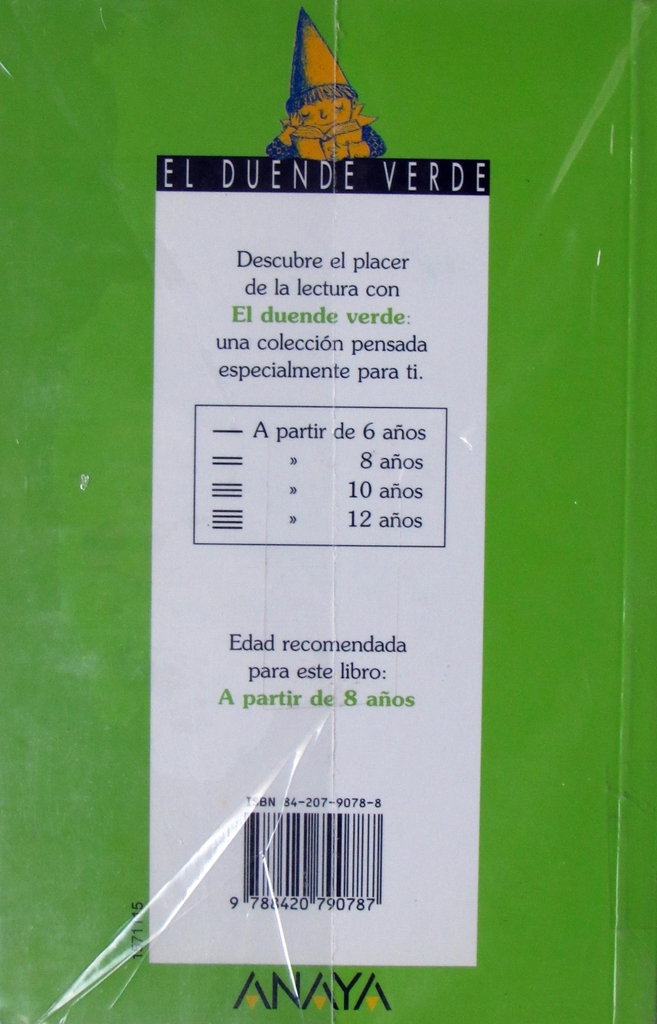 EL DUENDE VERDE
Descubre el placer
de la lectura con
El duende verde:
una colección pensada
especialmente para ti.
A partir de 6 años
» 8 años
» 10 años
» 12 años
Edad recomendada
para este libro:
A partir de 8 años
ISBN 84-207-9078-8
9 788420 790787
ANAYA